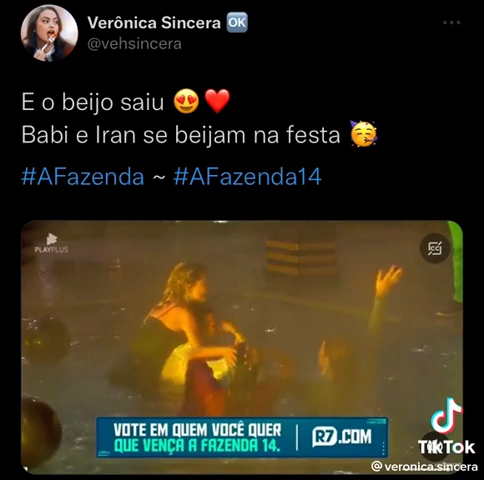 Verônica Sincera 🆗
@vehsincera
E o beijo saiu 😍❤️
Babi e Iran se beijam na festa 🥳
#AFazenda ~ #AFazenda14
PLAYPLUS
VOTE EM QUEM VOCÊ QUER
QUE VENÇA A FAZENDA 14.
R7.COM
TikTok
@veronica.sincera